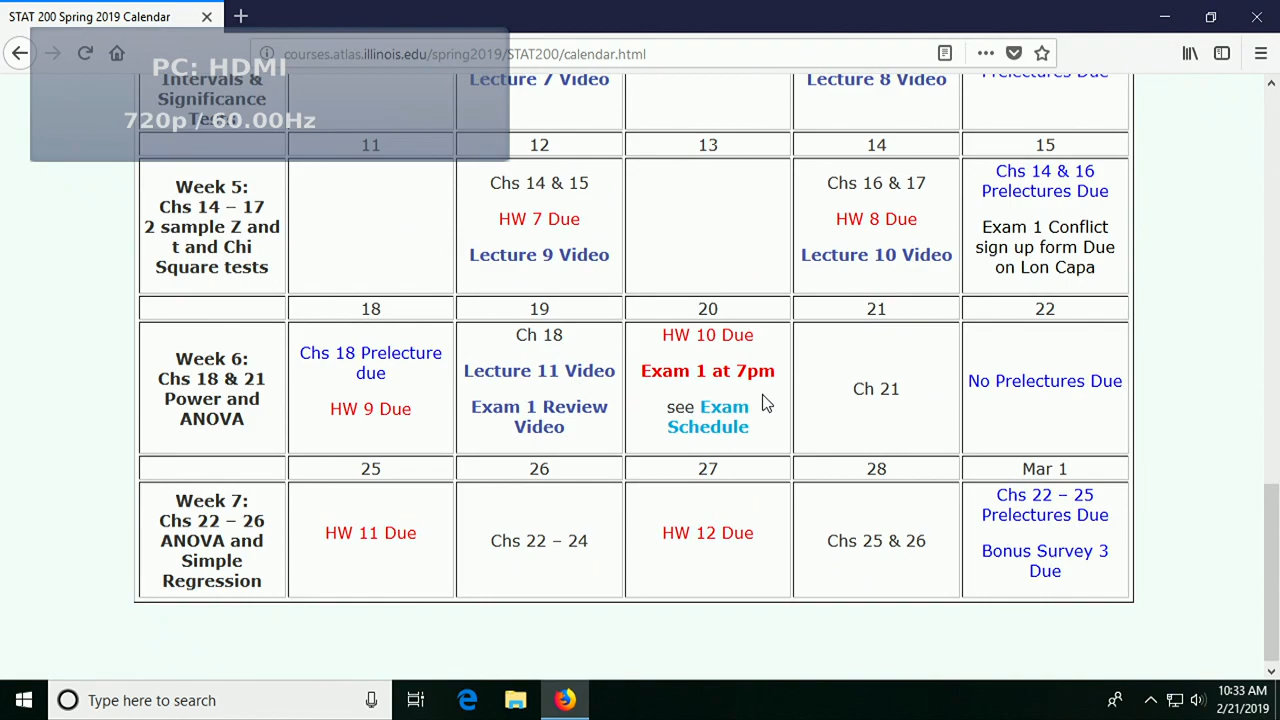 STAT 200 Spring 2019 Calendar
courses.atlas.illinois.edu/spring2019/STAT200/calendar.html
PC: HDMI
720p / 60.00Hz
Intervals &
Significance
Tests
Lecture 7 Video
Lecture 8 Video
Prelectures Due
11
12
13
14
15
Week 5:
Chs 14 – 17
2 sample Z and
t and Chi
Square tests
Chs 14 & 15
HW 7 Due
Lecture 9 Video
Chs 16 & 17
HW 8 Due
Lecture 10 Video
Chs 14 & 16
Prelectures Due
Exam 1 Conflict
sign up form Due
on Lon Capa
18
19
20
21
22
Week 6:
Chs 18 & 21
Power and
ANOVA
Chs 18 Prelecture
due
HW 9 Due
Ch 18
Lecture 11 Video
Exam 1 Review
Video
HW 10 Due
Exam 1 at 7pm
see Exam
Schedule
Ch 21
No Prelectures Due
25
26
27
28
Mar 1
Week 7:
Chs 22 – 26
ANOVA and
Simple
Regression
HW 11 Due
Chs 22 – 24
HW 12 Due
Chs 25 & 26
Chs 22 – 25
Prelectures Due
Bonus Survey 3
Due
Type here to search
10:33 AM
2/21/2019